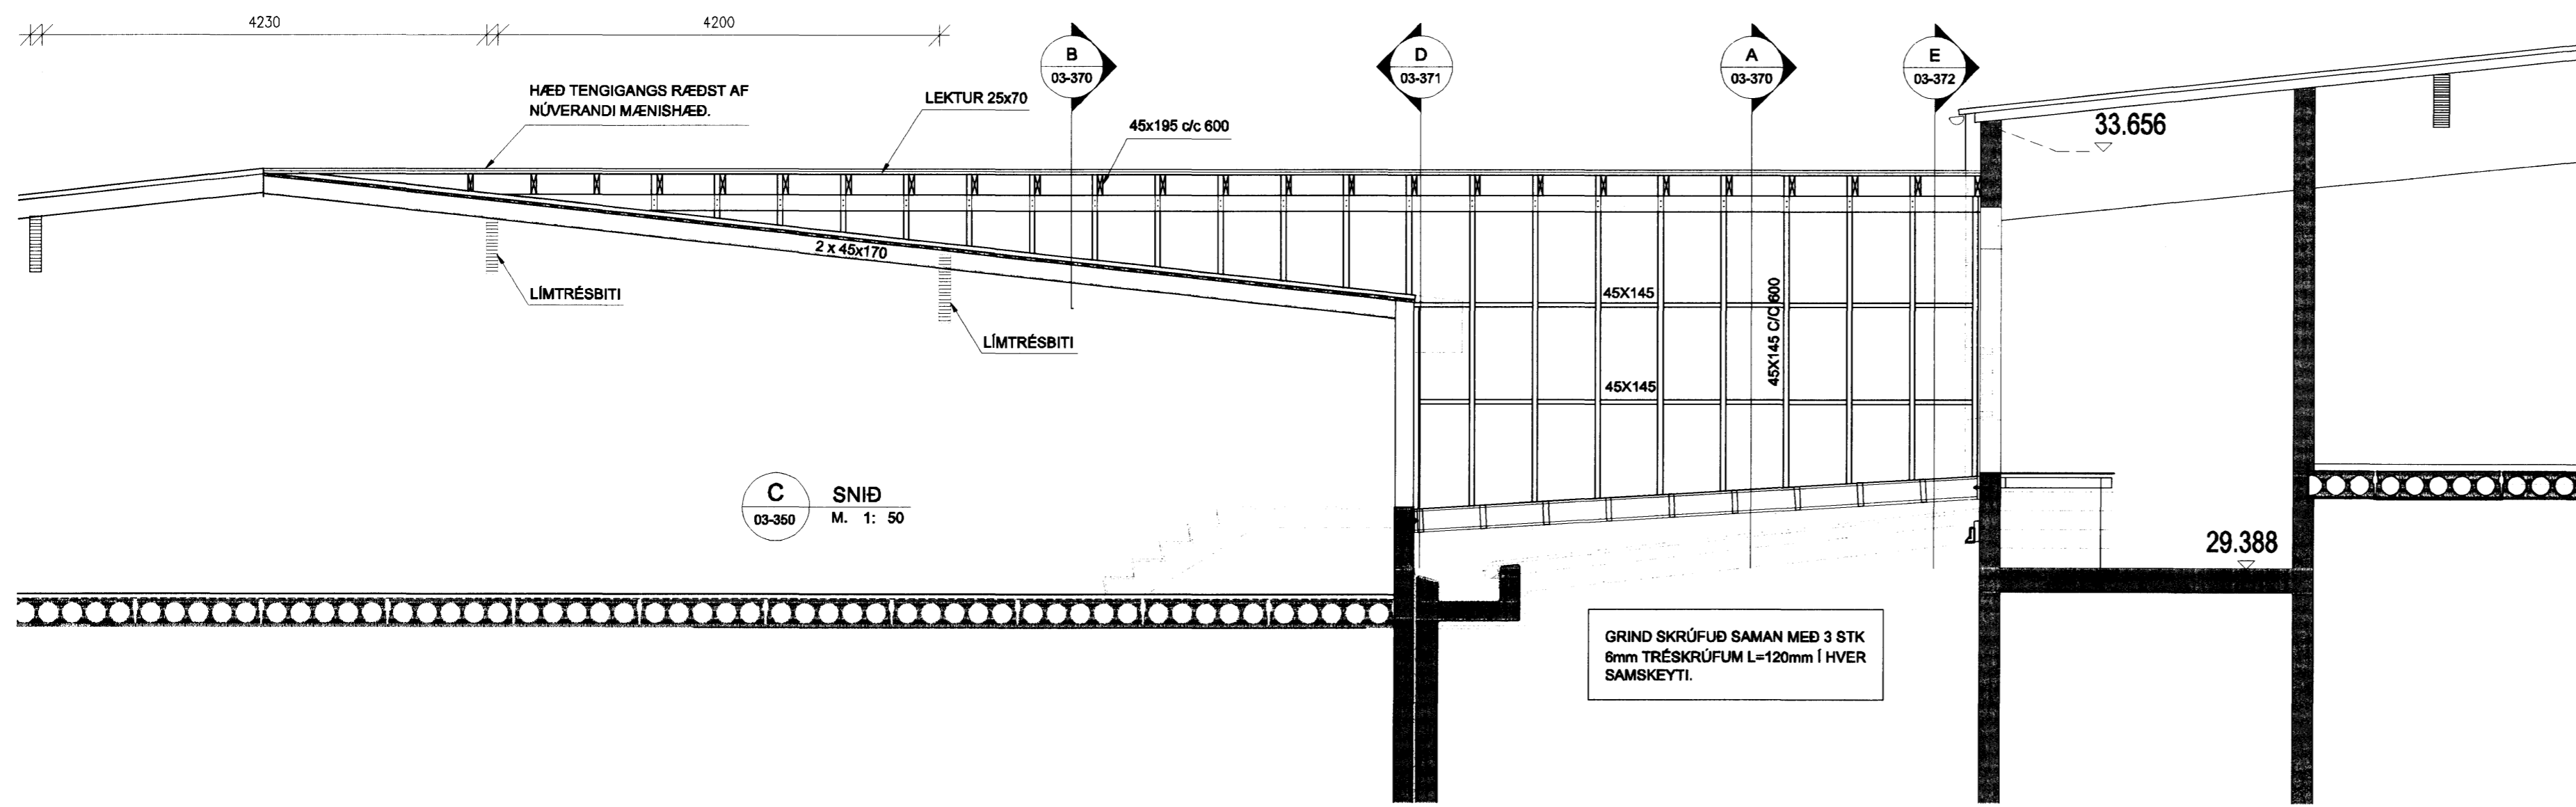 4230
4200
B
03-370
D
03-371
A
03-370
E
03-372
HÆÐ TENGIGANGS RÆÐST AF
NÚVERANDI MÆNISHÆÐ.
LEKTUR 25x70
45x195 c/c 600
33.656
2 x 45x170
LÍMTRÉSBITI
LÍMTRÉSBITI
45X145
45X145 C/C 600
45X145
C
03-350
SNIÐ
M. 1: 50
29.388
GRIND SKRÚFUÐ SAMAN MEÐ 3 STK
6mm TRÉSKRÚFUM L=120mm Í HVER
SAMSKEYTI.